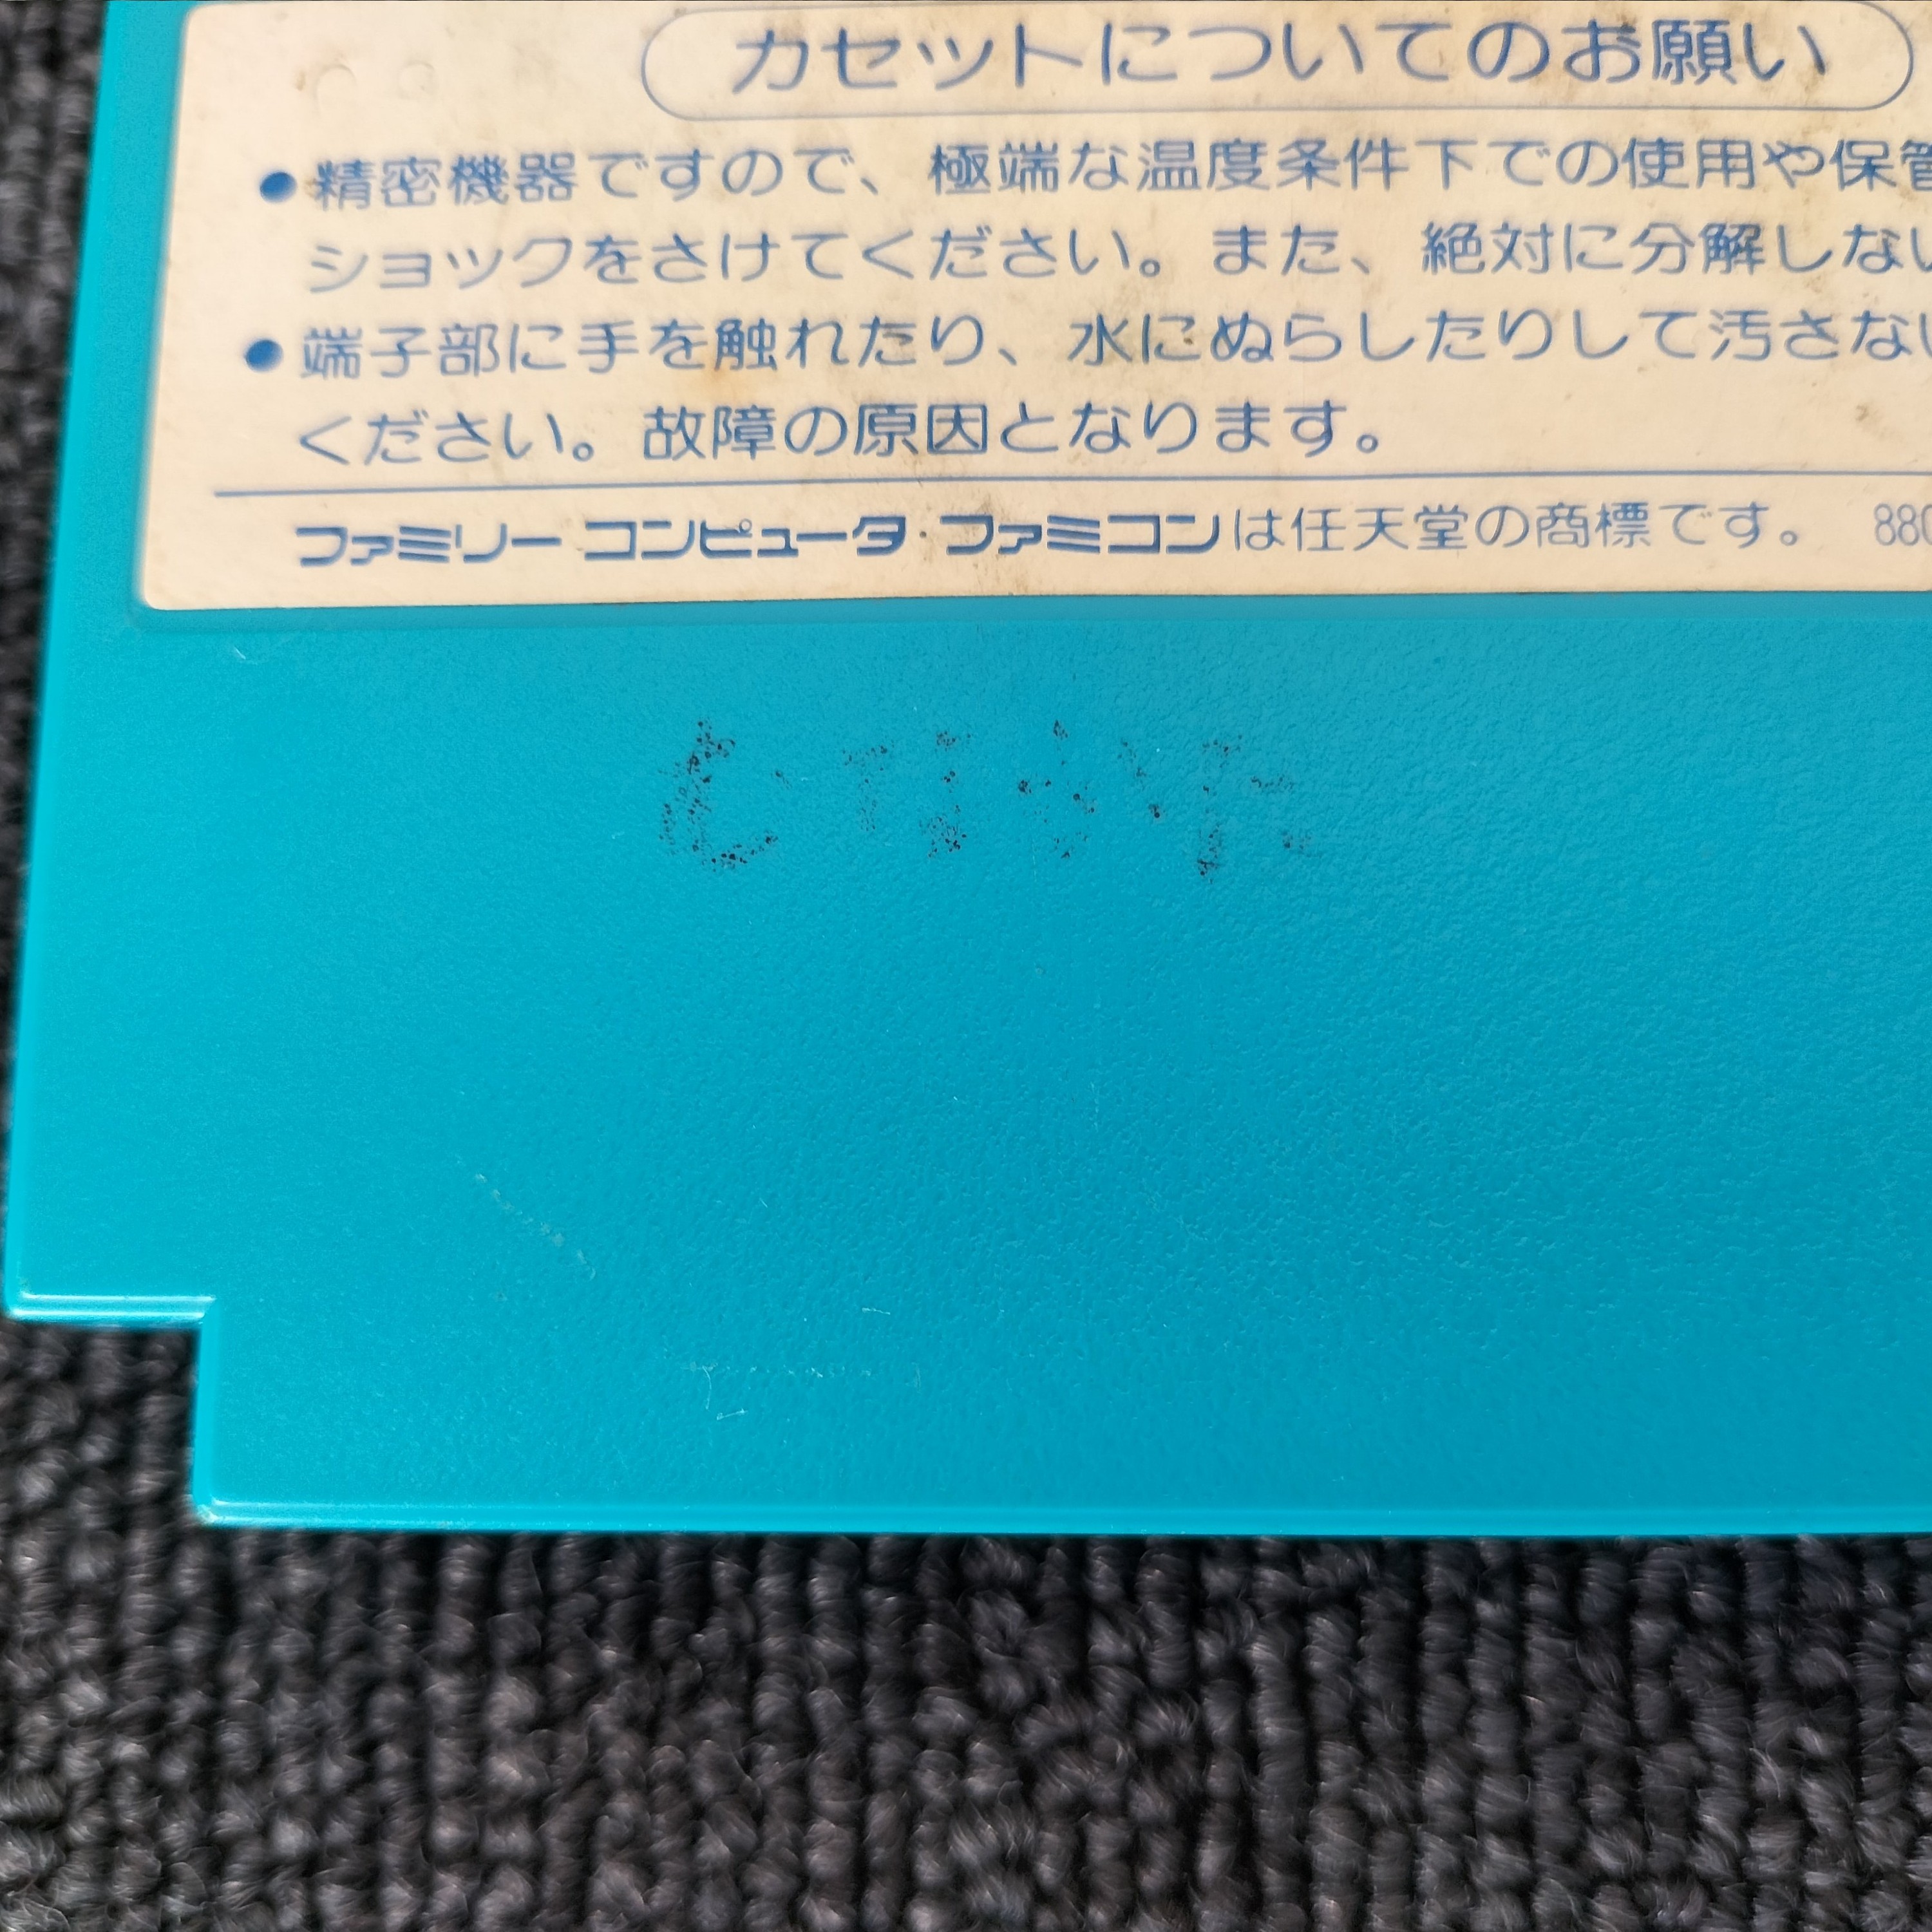 カセットについてのお願い
●精密機器ですので、極端な温度条件下での使用や保管
ショックをさけてください。また、絶対に分解しない
●端子部に手を触れたり、水にぬらしたりして汚さない
ください。故障の原因となります。
ファミリーコンピュータ・ファミコンは任天堂の商標です。 880